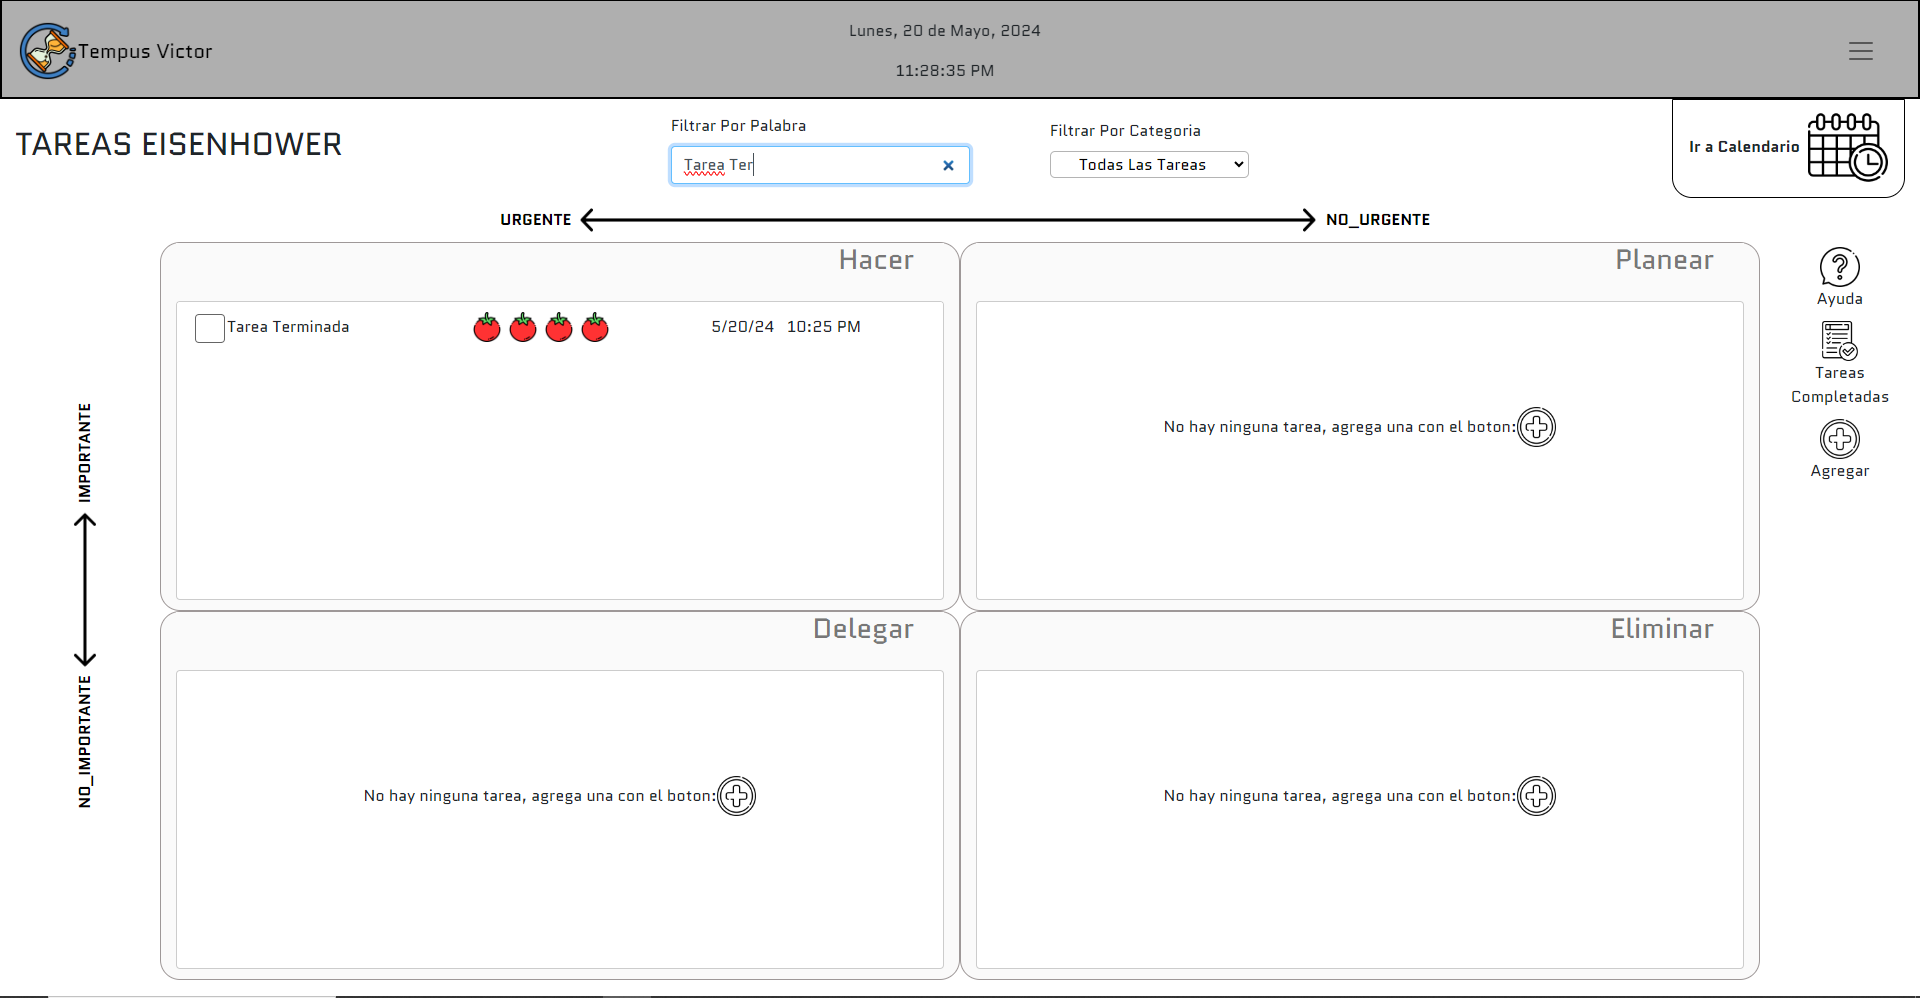 Tempus Victor
Lunes, 20 de Mayo, 2024
11:28:35 PM
TAREAS EISENHOWER
Filtrar Por Palabra
Tarea Ter
Filtrar Por Categoria
Todas Las Tareas
Ir a Calendario
URGENTE
NO_URGENTE
IMPORTANTE
NO_IMPORTANTE
Hacer
Tarea Terminada 5/20/24 10:25 PM
Planear
No hay ninguna tarea, agrega una con el boton:
Delegar
No hay ninguna tarea, agrega una con el boton:
Eliminar
No hay ninguna tarea, agrega una con el boton:
Ayuda
Tareas
Completadas
Agregar